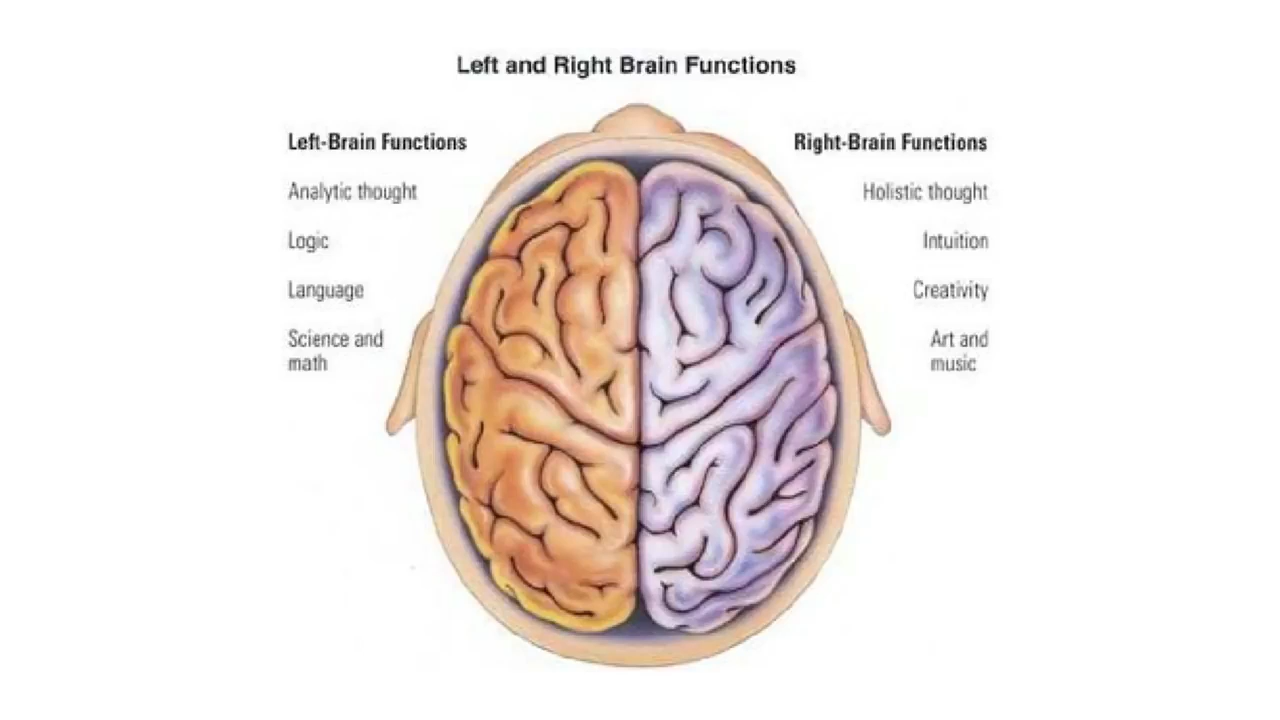 Left and Right Brain Functions
Left-Brain Functions
Analytic thought
Logic
Language
Science and
math
Right-Brain Functions
Holistic thought
Intuition
Creativity
Art and
music